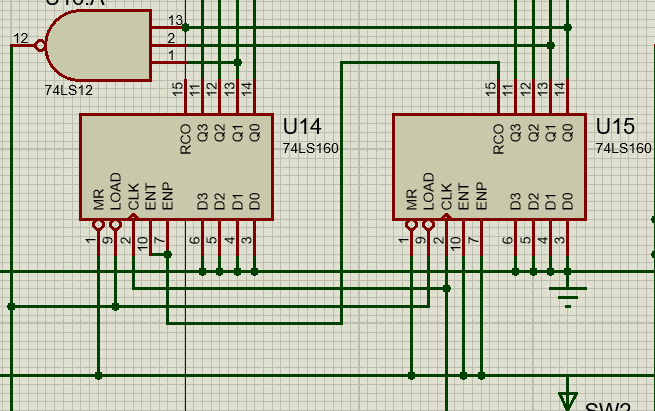 U16:A
13
12
2
1
74LS12
15
11
12
13
14
15
11
12
13
14
U14
74LS160
U15
74LS160
RCO
Q3
Q2
Q1
Q0
RCO
Q3
Q2
Q1
Q0
MR
LOAD
CLK
ENT
ENP
D3
D2
D1
D0
MR
LOAD
CLK
ENT
ENP
D3
D2
D1
D0
1
9
2
10
7
6
5
4
3
1
9
2
10
7
6
5
4
3
SW2